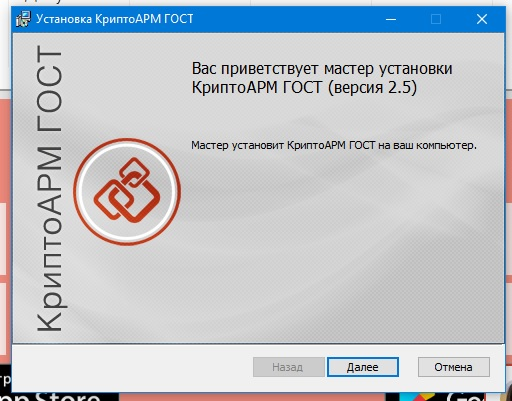 Установка КриптоАРМ ГОСТ
КриптоАРМ ГОСТ
Вас приветствует мастер установки
КриптоАРМ ГОСТ (версия 2.5)
Мастер установит КриптоАРМ ГОСТ на ваш компьютер.
Назад
Далее
Отмена